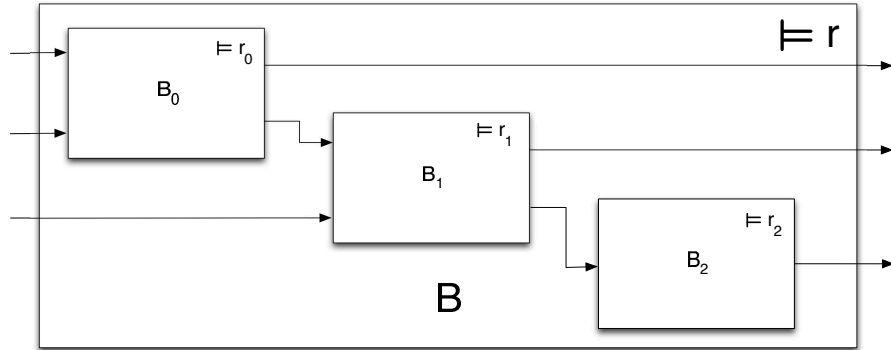 ⊨ r
⊨ r₀
B₀
⊨ r₁
B₁
⊨ r₂
B₂
B